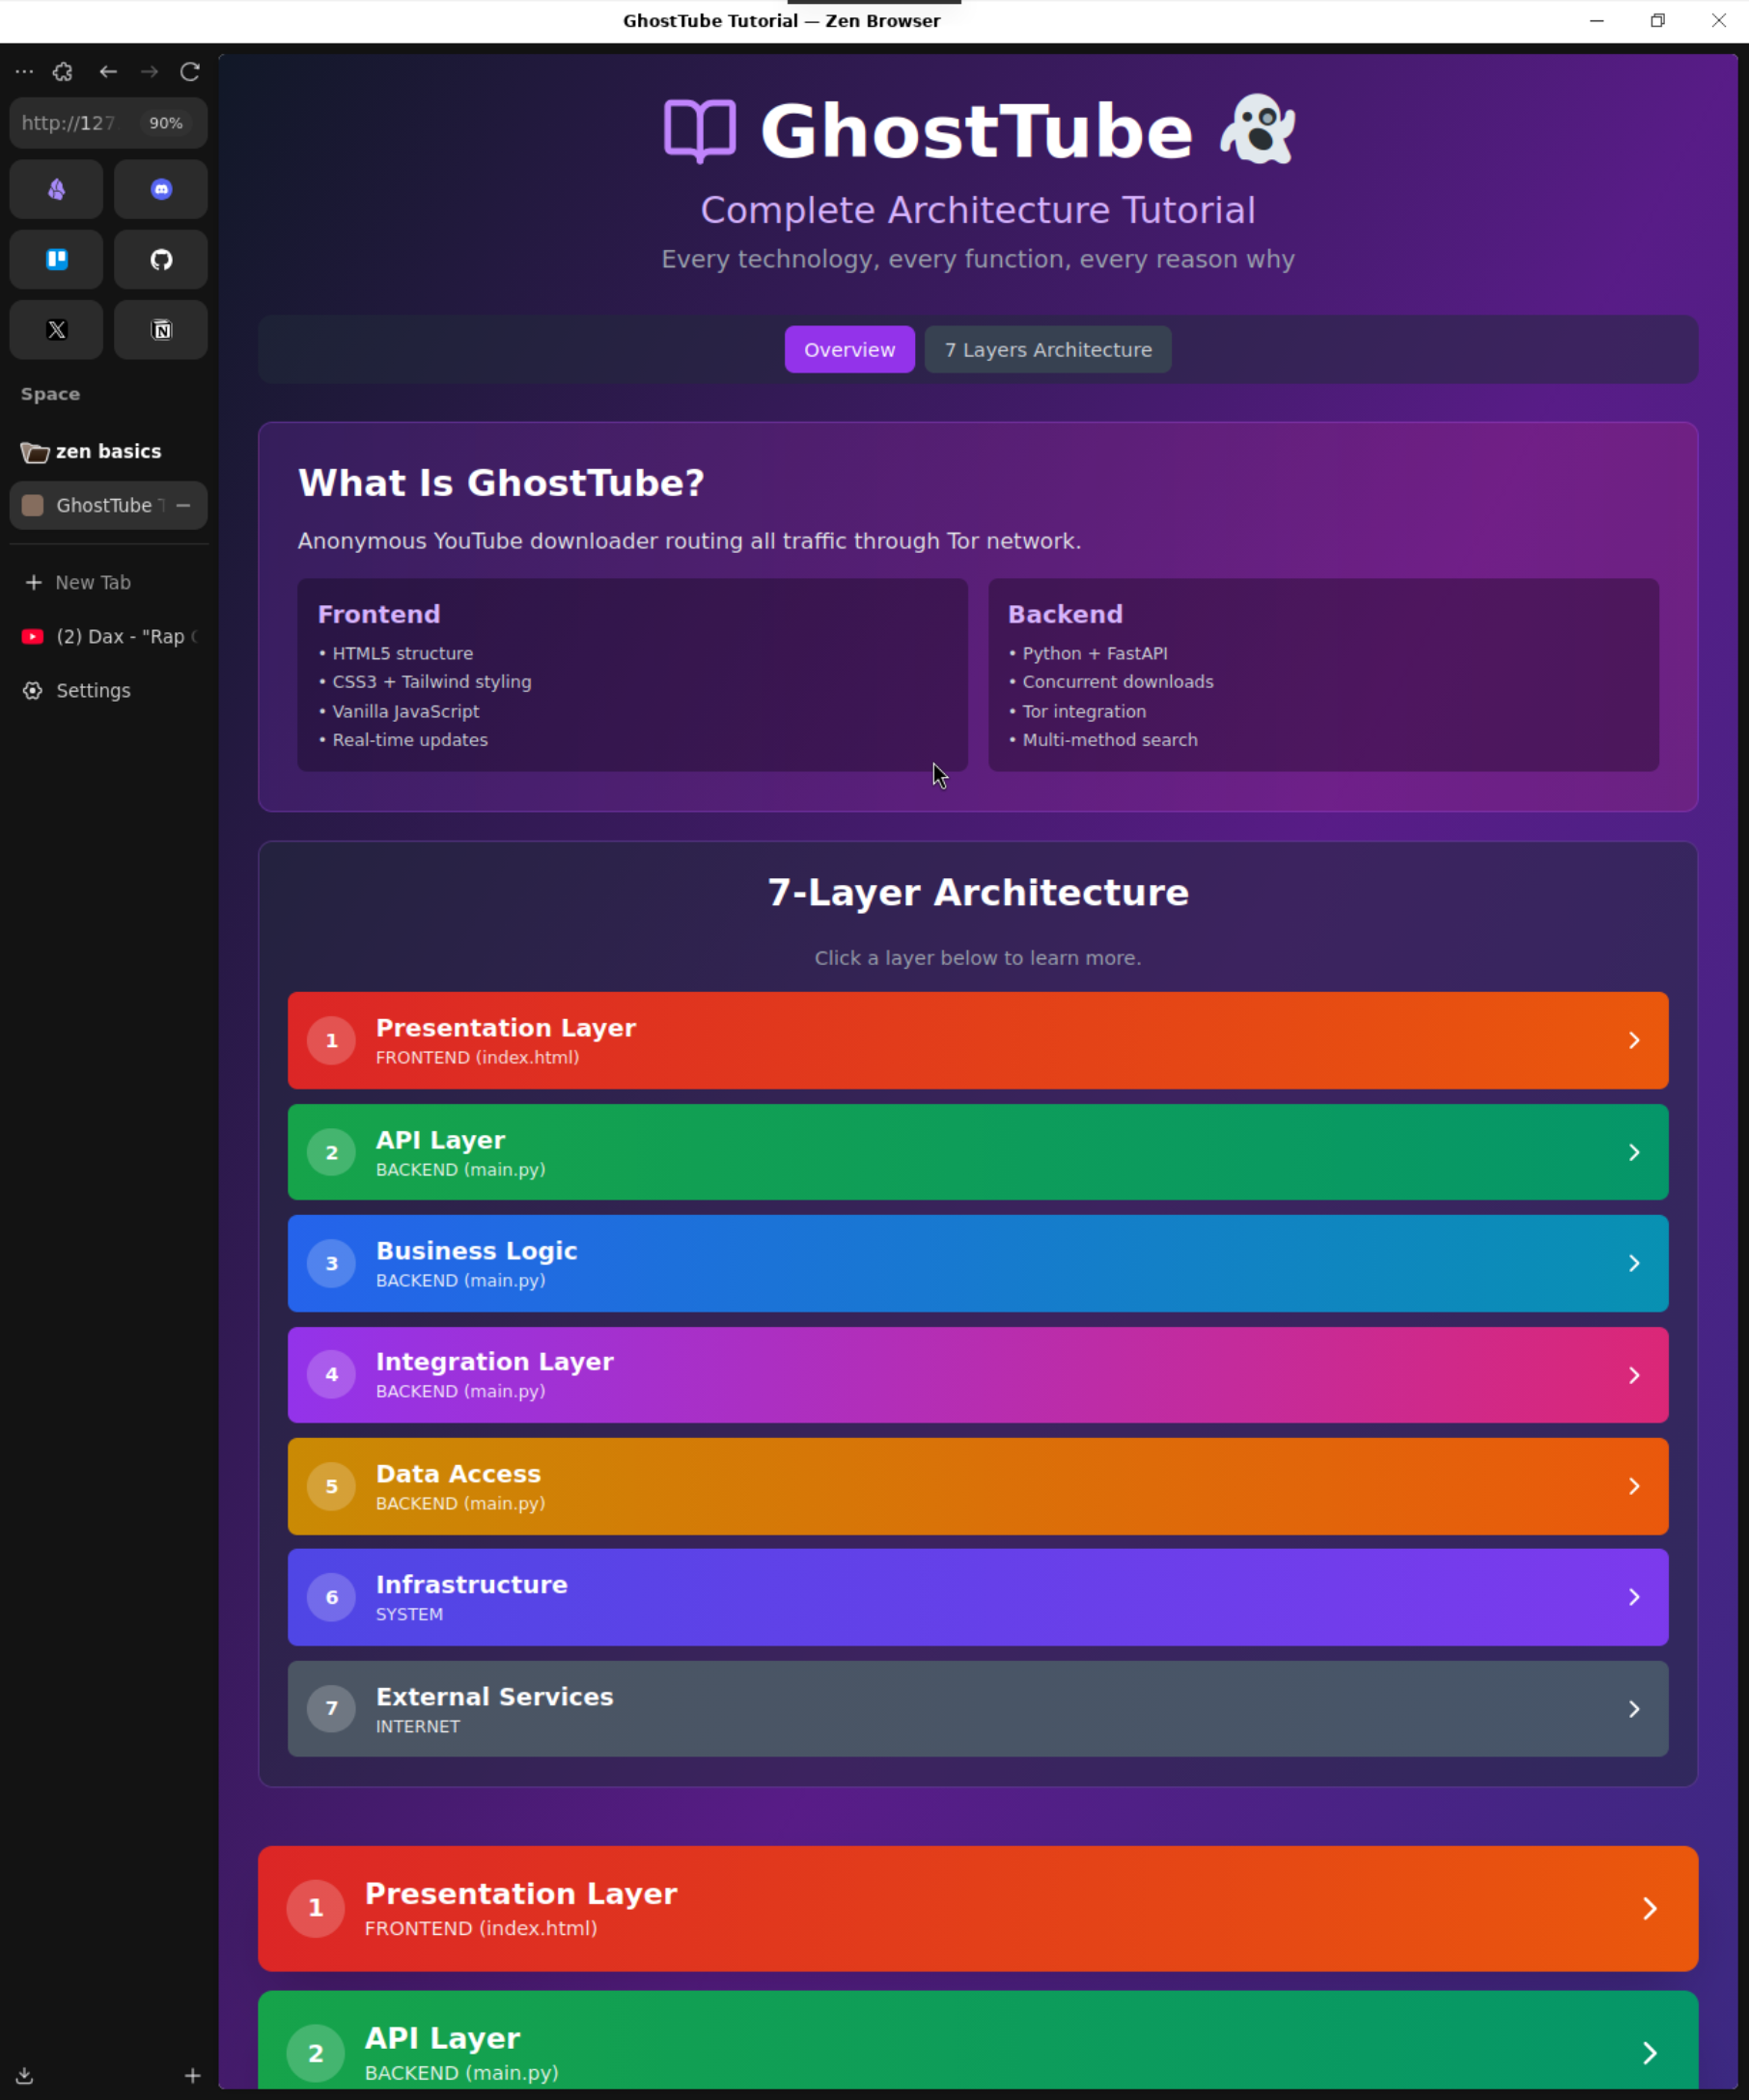 GhostTube Tutorial — Zen Browser
http://127
90%
Space
zen basics
GhostTube
New Tab
(2) Dax - "Rap
Settings
GhostTube 👻
Complete Architecture Tutorial
Every technology, every function, every reason why
Overview
7 Layers Architecture
What Is GhostTube?
Anonymous YouTube downloader routing all traffic through Tor network.
Frontend
• HTML5 structure
• CSS3 + Tailwind styling
• Vanilla JavaScript
• Real-time updates
Backend
• Python + FastAPI
• Concurrent downloads
• Tor integration
• Multi-method search
7-Layer Architecture
Click a layer below to learn more.
1
Presentation Layer
FRONTEND (index.html)
2
API Layer
BACKEND (main.py)
3
Business Logic
BACKEND (main.py)
4
Integration Layer
BACKEND (main.py)
5
Data Access
BACKEND (main.py)
6
Infrastructure
SYSTEM
7
External Services
INTERNET
1
Presentation Layer
FRONTEND (index.html)
2
API Layer
BACKEND (main.py)